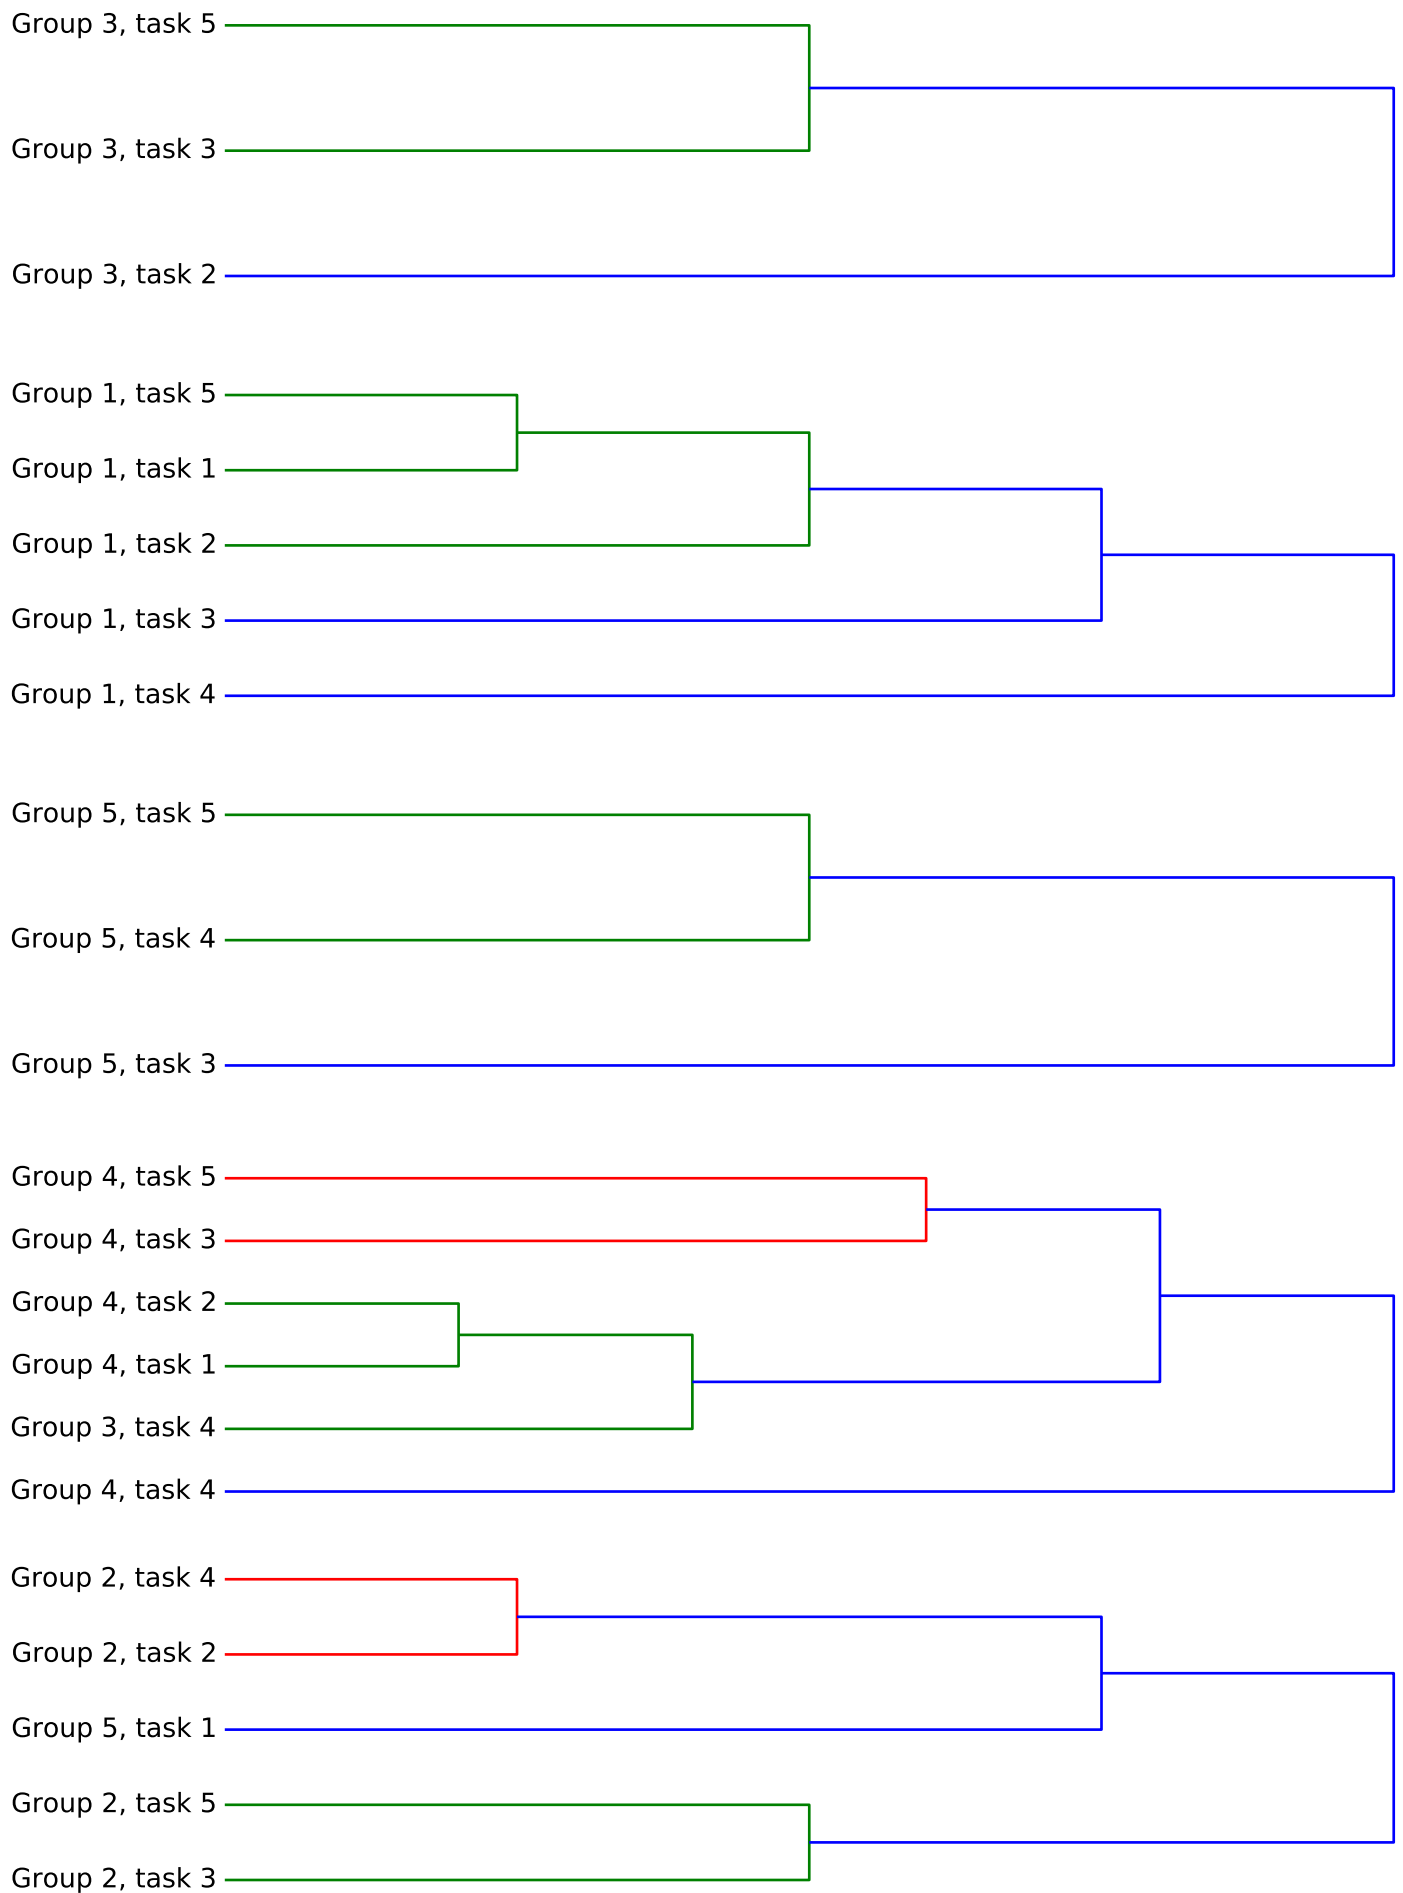 Group 3, task 5
Group 3, task 3
Group 3, task 2
Group 1, task 5
Group 1, task 1
Group 1, task 2
Group 1, task 3
Group 1, task 4
Group 5, task 5
Group 5, task 4
Group 5, task 3
Group 4, task 5
Group 4, task 3
Group 4, task 2
Group 4, task 1
Group 3, task 4
Group 4, task 4
Group 2, task 4
Group 2, task 2
Group 5, task 1
Group 2, task 5
Group 2, task 3